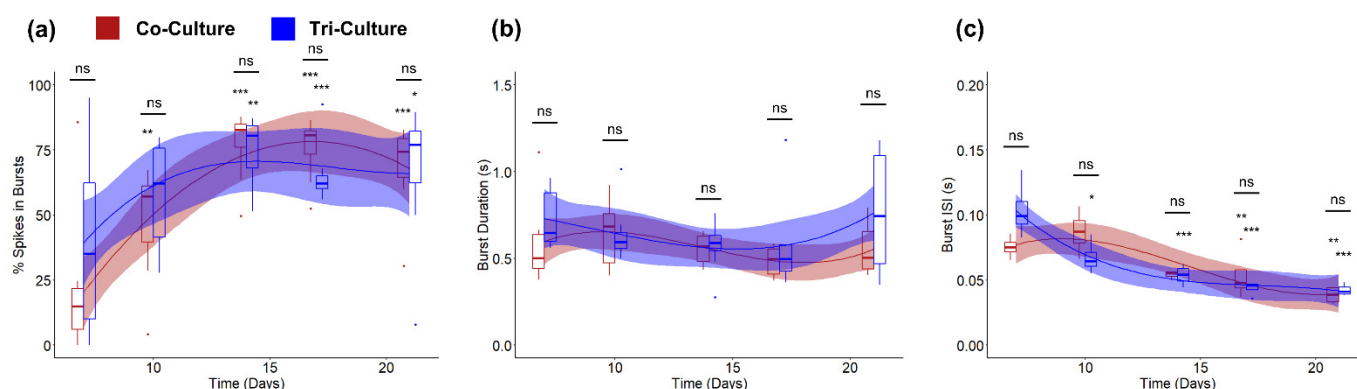 (a) Co-Culture Tri-Culture (b) (c)
ns ns ns ns ns
** *** ** *** *** *** *
100
75
50
25
0
% Spikes in Bursts
10 15 20
Time (Days)
ns ns ns ns ns
1.5
1.0
0.5
0.0
Burst Duration (s)
10 15 20
Time (Days)
ns ns ns ns ns
* *** ** *** ** ***
0.20
0.15
0.10
0.05
0.00
Burst ISI (s)
10 15 20
Time (Days)